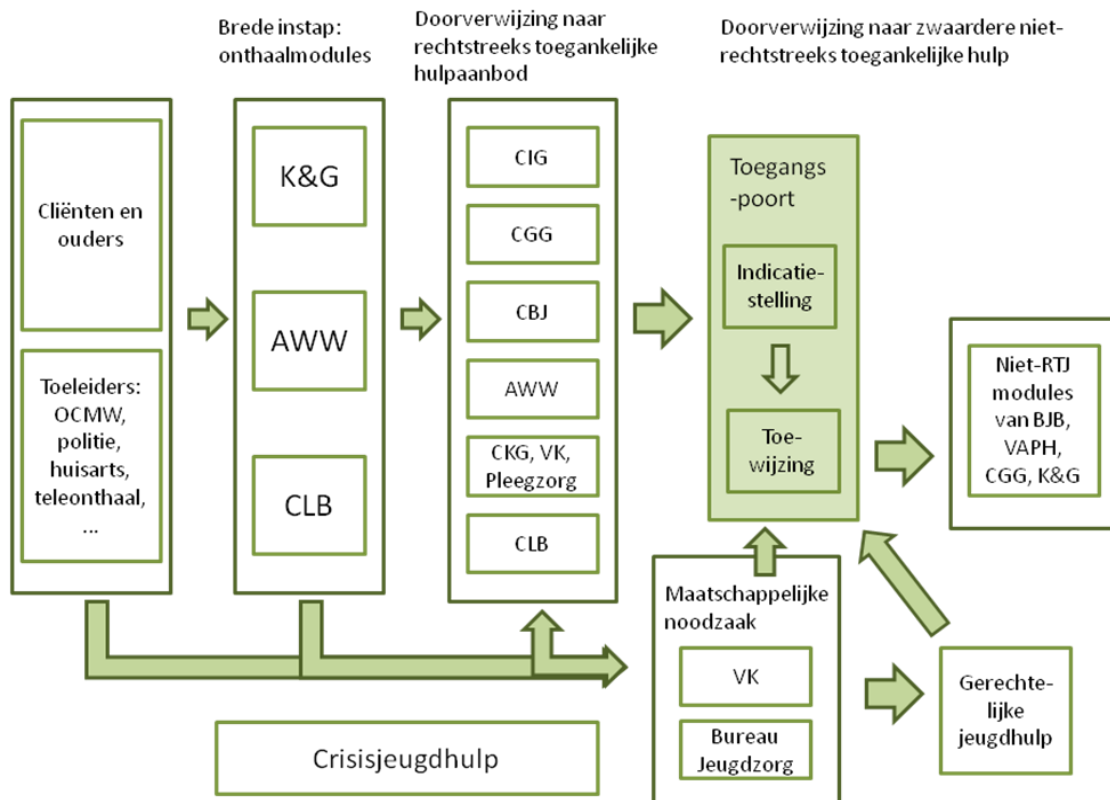 Brede instap:
onthaalmodules
Doorverwijzing naar
rechtstreeks toegankelijke
hulpaanbod
Doorverwijzing naar zwaardere niet-
rechtstreeks toegankelijke hulp
Cliënten en
ouders
Toeleiders:
OCMW,
politie,
huisarts,
teleonthaal,
...
K&G
AWW
CLB
CIG
CGG
CBJ
AWW
CKG, VK,
Pleegzorg
CLB
Toegangs
-poort
Indicatie-
stelling
Toe-
wijzing
Niet-RTJ
modules
van BJB,
VAPH,
CGG, K&G
Maatschappelijke
noodzaak
VK
Bureau
Jeugdzorg
Gerechte-
lijke
jeugdhulp
Crisisjeugdhulp